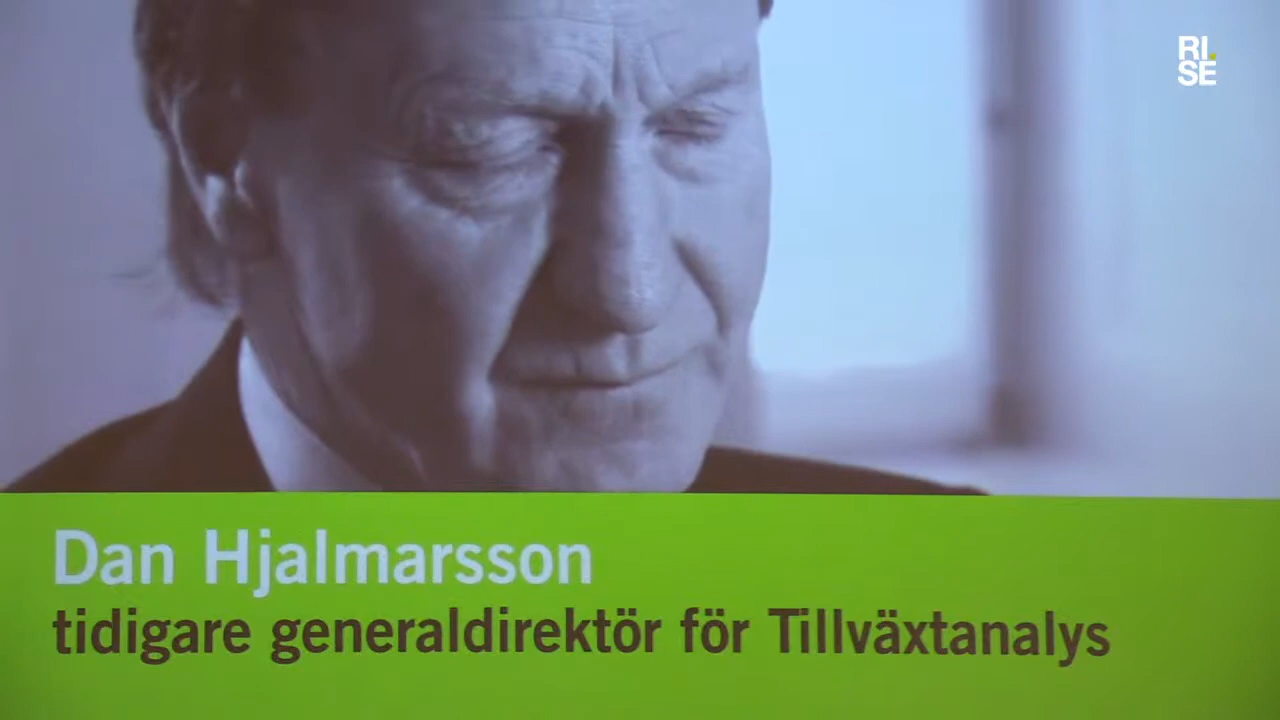 RI.
SE
Dan Hjalmarsson
tidigare generaldirektör för Tillväxtanalys